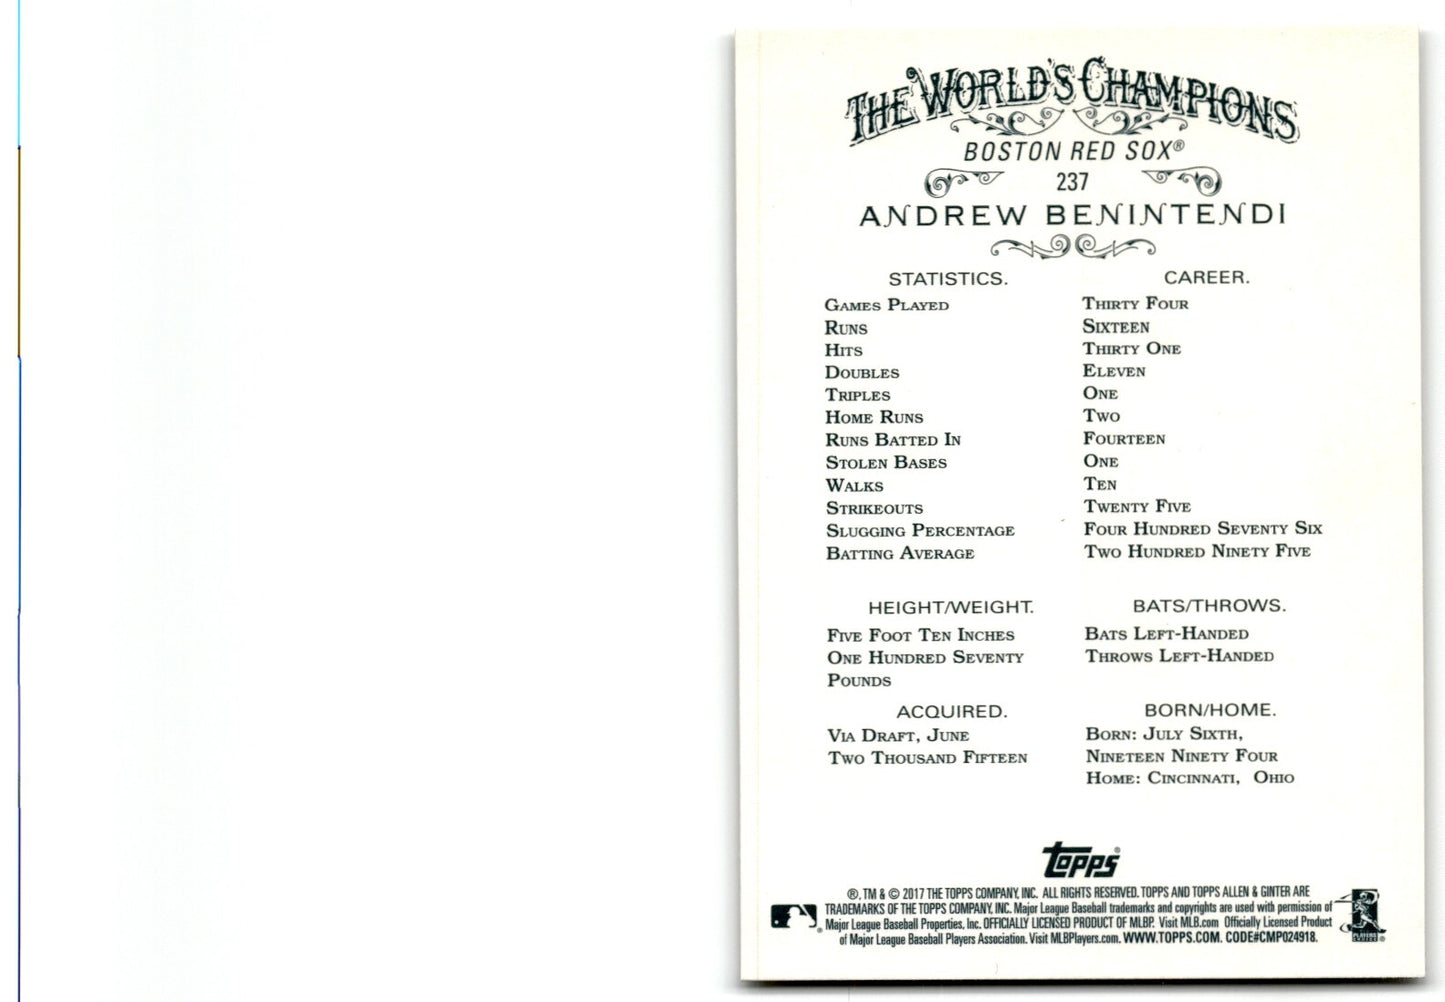 THE WORLD'S CHAMPIONS
BOSTON RED SOX®
237
ANDREW BENINTENDI
STATISTICS. CAREER.
GAMES PLAYED THIRTY FOUR
RUNS SIXTEEN
HITS THIRTY ONE
DOUBLES ELEVEN
TRIPLES ONE
HOME RUNS TWO
RUNS BATTED IN FOURTEEN
STOLEN BASES ONE
WALKS TEN
STRIKEOUTS TWENTY FIVE
SLUGGING PERCENTAGE FOUR HUNDRED SEVENTY SIX
BATTING AVERAGE TWO HUNDRED NINETY FIVE
HEIGHT/WEIGHT.
FIVE FOOT TEN INCHES
ONE HUNDRED SEVENTY
POUNDS
BATS/THROWS.
BATS LEFT-HANDED
THROWS LEFT-HANDED
ACQUIRED.
VIA DRAFT, JUNE
TWO THOUSAND FIFTEEN
BORN/HOME.
BORN: JULY SIXTH,
NINETEEN NINETY FOUR
HOME: CINCINNATI, OHIO
TOPPS®
®, TM & © 2017 THE TOPPS COMPANY, INC. ALL RIGHTS RESERVED. TOPPS AND TOPPS ALLEN & GINTER ARE
TRADEMARKS OF THE TOPPS COMPANY, INC. Major League Baseball trademarks and copyrights are used with permission of
Major League Baseball Properties, Inc. OFFICIALLY LICENSED PRODUCT OF MLBP. Visit MLB.com Officially Licensed Product
of Major League Baseball Players Association. Visit MLBPlayers.com. WWW.TOPPS.COM. CODE#CMP024918.